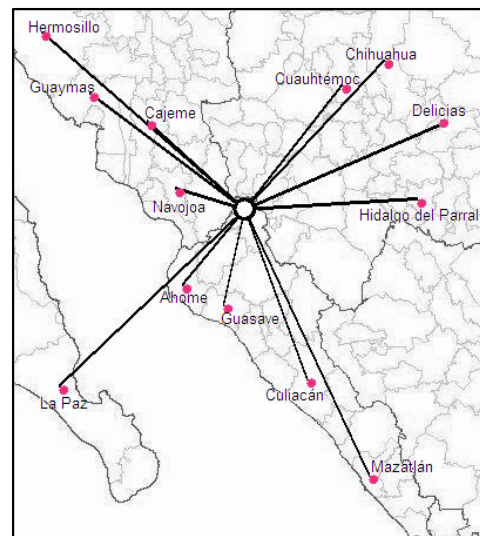 Hermosillo
Chihuahua
Cuauhtémoc
Guaymas
Cajeme
Delicias
Navojoa
Hidalgo del Parral
Ahome
Guasave
Culiacán
La Paz
Mazatlán